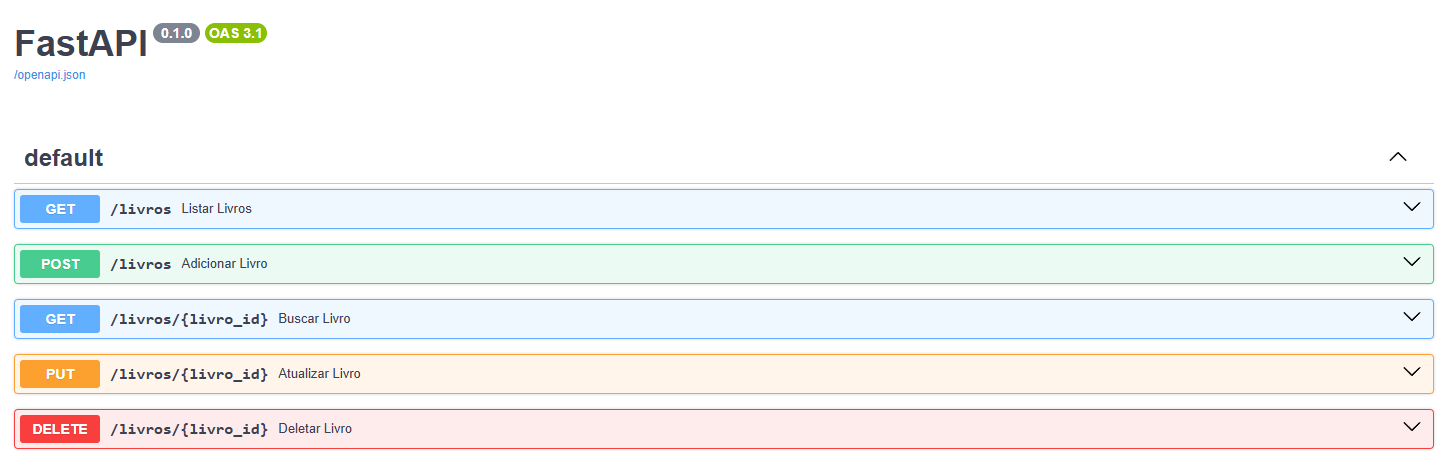 FastAPI 0.1.0 OAS 3.1
/openapi.json
default
GET /livros Listar Livros
POST /livros Adicionar Livro
GET /livros/{livro_id} Buscar Livro
PUT /livros/{livro_id} Atualizar Livro
DELETE /livros/{livro_id} Deletar Livro